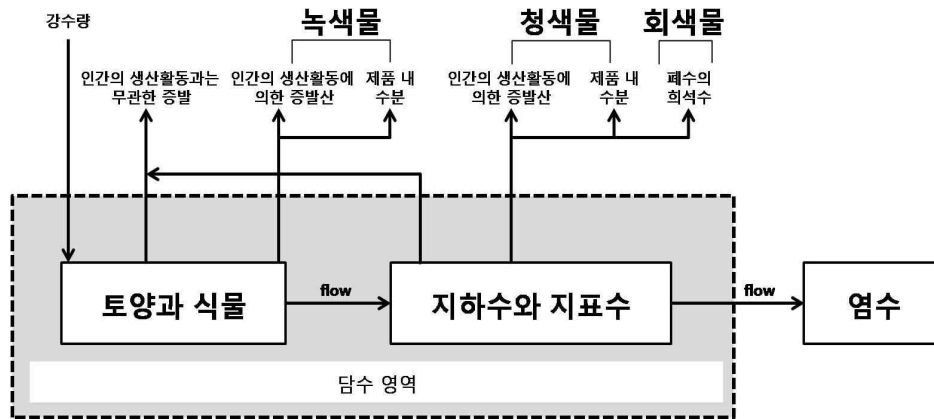 강수량
녹색물
청색물
회색물
인간의 생산활동과는
무관한 증발
인간의 생산활동에
의한 증발산
제품 내
수분
인간의 생산활동에
의한 증발산
제품 내
수분
폐수의
희석수
토양과 식물
flow
지하수와 지표수
flow
염수
담수 영역